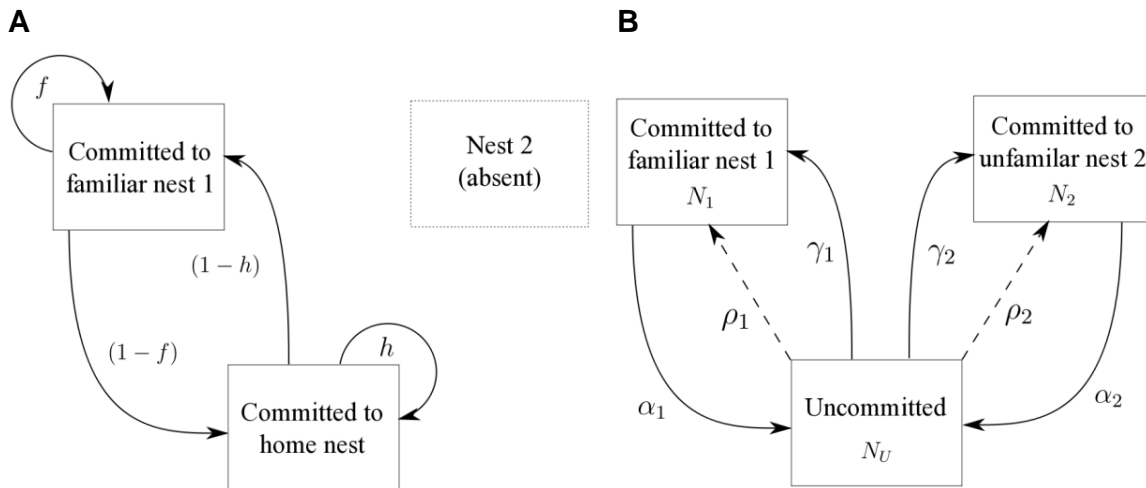 A
f
Committed to
familiar nest 1
(1 − h)
(1 − f)
h
Committed to
home nest
Nest 2
(absent)
B
Committed to
familiar nest 1
N₁
Committed to
unfamilar nest 2
N₂
γ₁
γ₂
ρ₁
ρ₂
α₁
α₂
Uncommitted
N_U